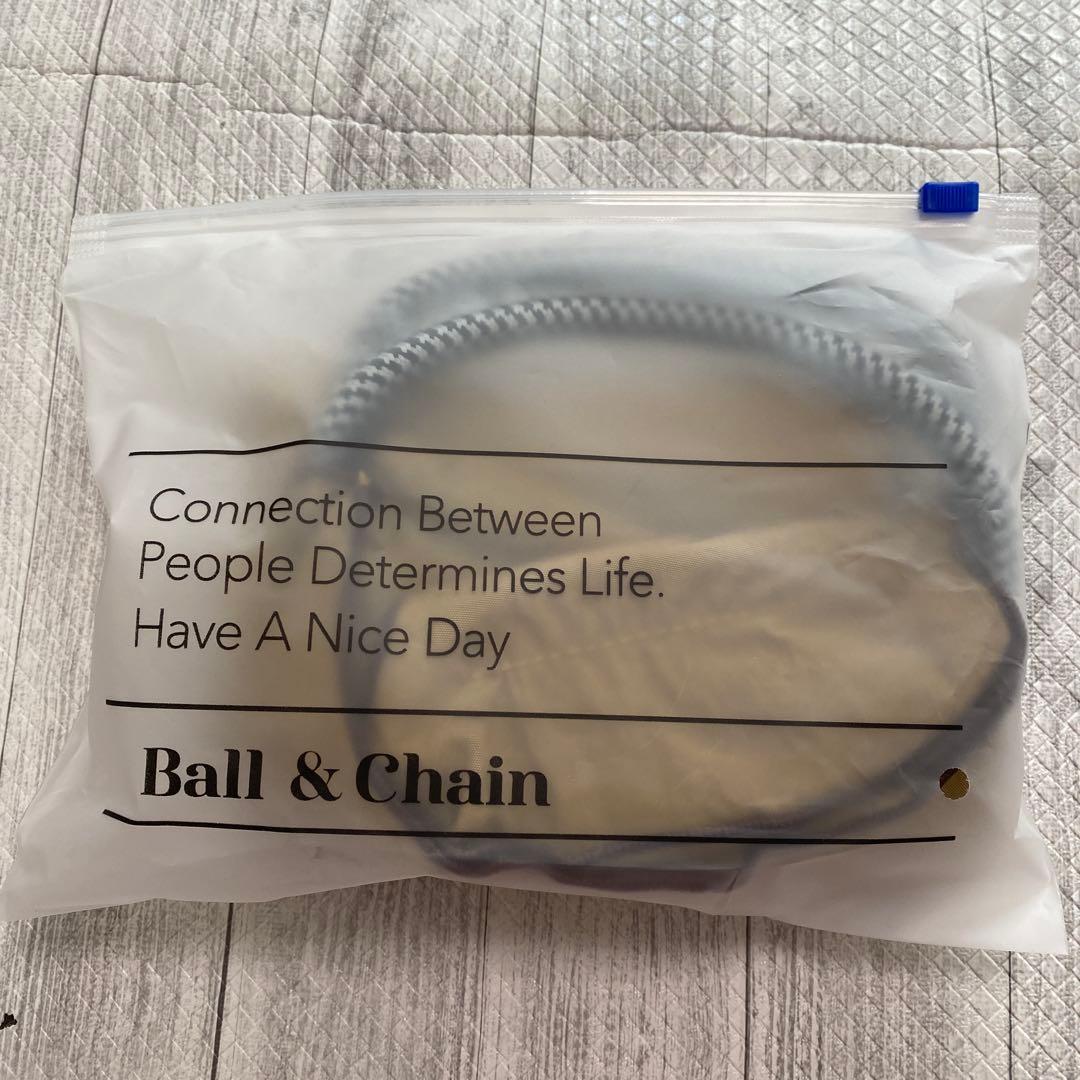 Connection Between
People Determines Life.
Have A Nice Day
Ball & Chain